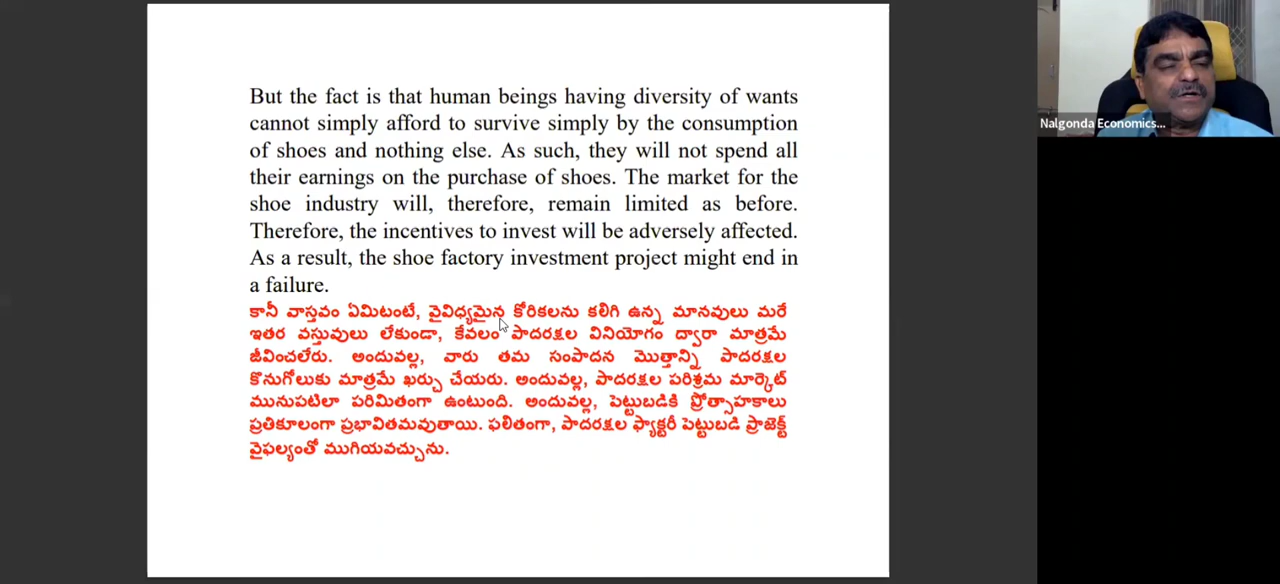 But the fact is that human beings having diversity of wants
cannot simply afford to survive simply by the consumption
of shoes and nothing else. As such, they will not spend all
their earnings on the purchase of shoes. The market for the
shoe industry will, therefore, remain limited as before.
Therefore, the incentives to invest will be adversely affected.
As a result, the shoe factory investment project might end in
a failure.
కానీ వాస్తవం ఏమిటంటే, వైవిధ్యమైన కోరికలను కలిగి ఉన్న మానవులు మరే
ఇతర వస్తువులు లేకుండా, కేవలం పాదరక్షల వినియోగం ద్వారా మాత్రమే
జీవించలేరు. అందువల్ల, వారు తమ సంపాదన మొత్తాన్ని పాదరక్షల
కొనుగోలుకు మాత్రమే ఖర్చు చేయరు. అందువల్ల, పాదరక్షల పరిశ్రమ మార్కెట్
మునుపటిలా పరిమితంగా ఉంటుంది. అందువల్ల, పెట్టుబడికి ప్రోత్సాహకాలు
ప్రతికూలంగా ప్రభావితమవుతాయి. ఫలితంగా, పాదరక్షల ఫ్యాక్టరీ పెట్టుబడి ప్రాజెక్ట్
వైఫల్యంతో ముగియవచ్చును.
Nalgonda Economics...